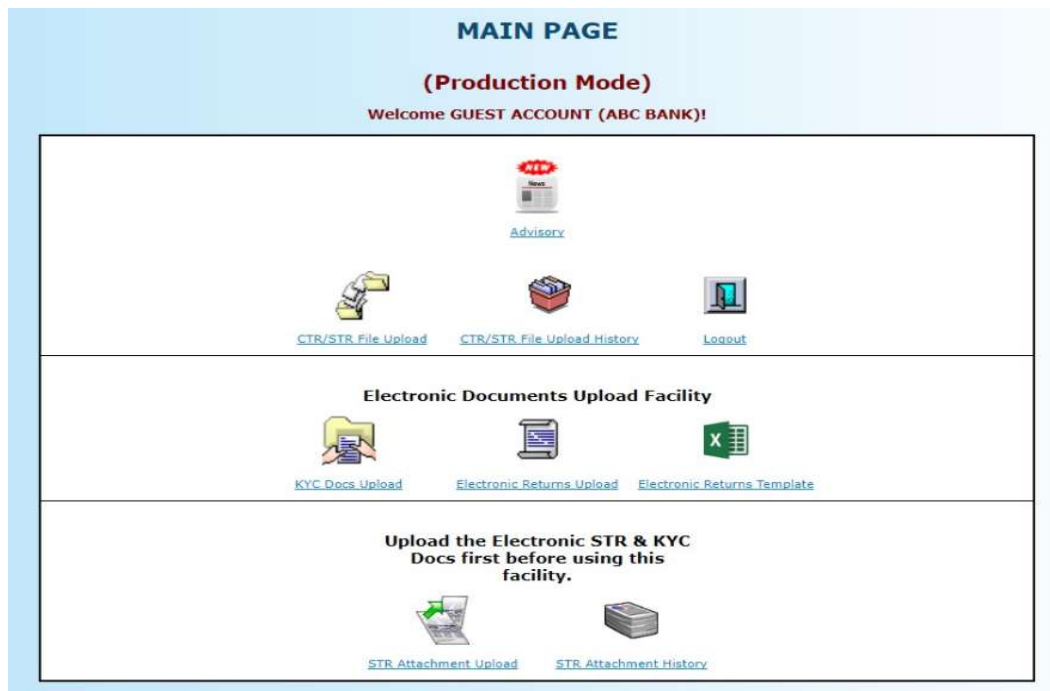 MAIN PAGE
(Production Mode)
Welcome GUEST ACCOUNT (ABC BANK)!
NEW
News
Advisory
CTR/STR File Upload CTR/STR File Upload History Logout
Electronic Documents Upload Facility
X
KYC Docs Upload Electronic Returns Upload Electronic Returns Template
Upload the Electronic STR & KYC
Docs first before using this
facility.
STR Attachment Upload STR Attachment History